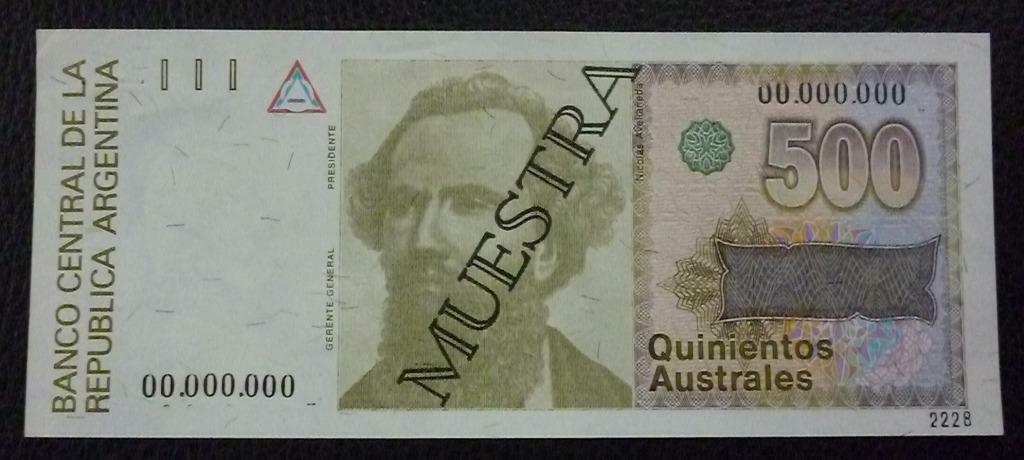 BANCO CENTRAL DE LA
REPUBLICA ARGENTINA
00.000.000
PRESIDENTE
GERENTE GENERAL
MUESTRA
Nicolás Avellaneda
00.000.000
500
Quinientos
Australes
2228